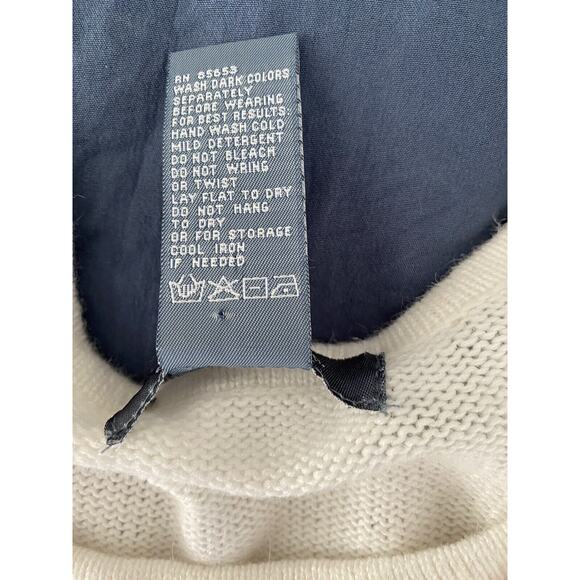 RN 65653
WASH DARK COLORS
SEPARATELY
BEFORE WEARING
FOR BEST RESULTS:
HAND WASH COLD
MILD DETERGENT
DO NOT BLEACH
DO NOT WRING
OR TWIST
LAY FLAT TO DRY
DO NOT HANG
TO DRY
OR FOR STORAGE
COOL IRON
IF NEEDED